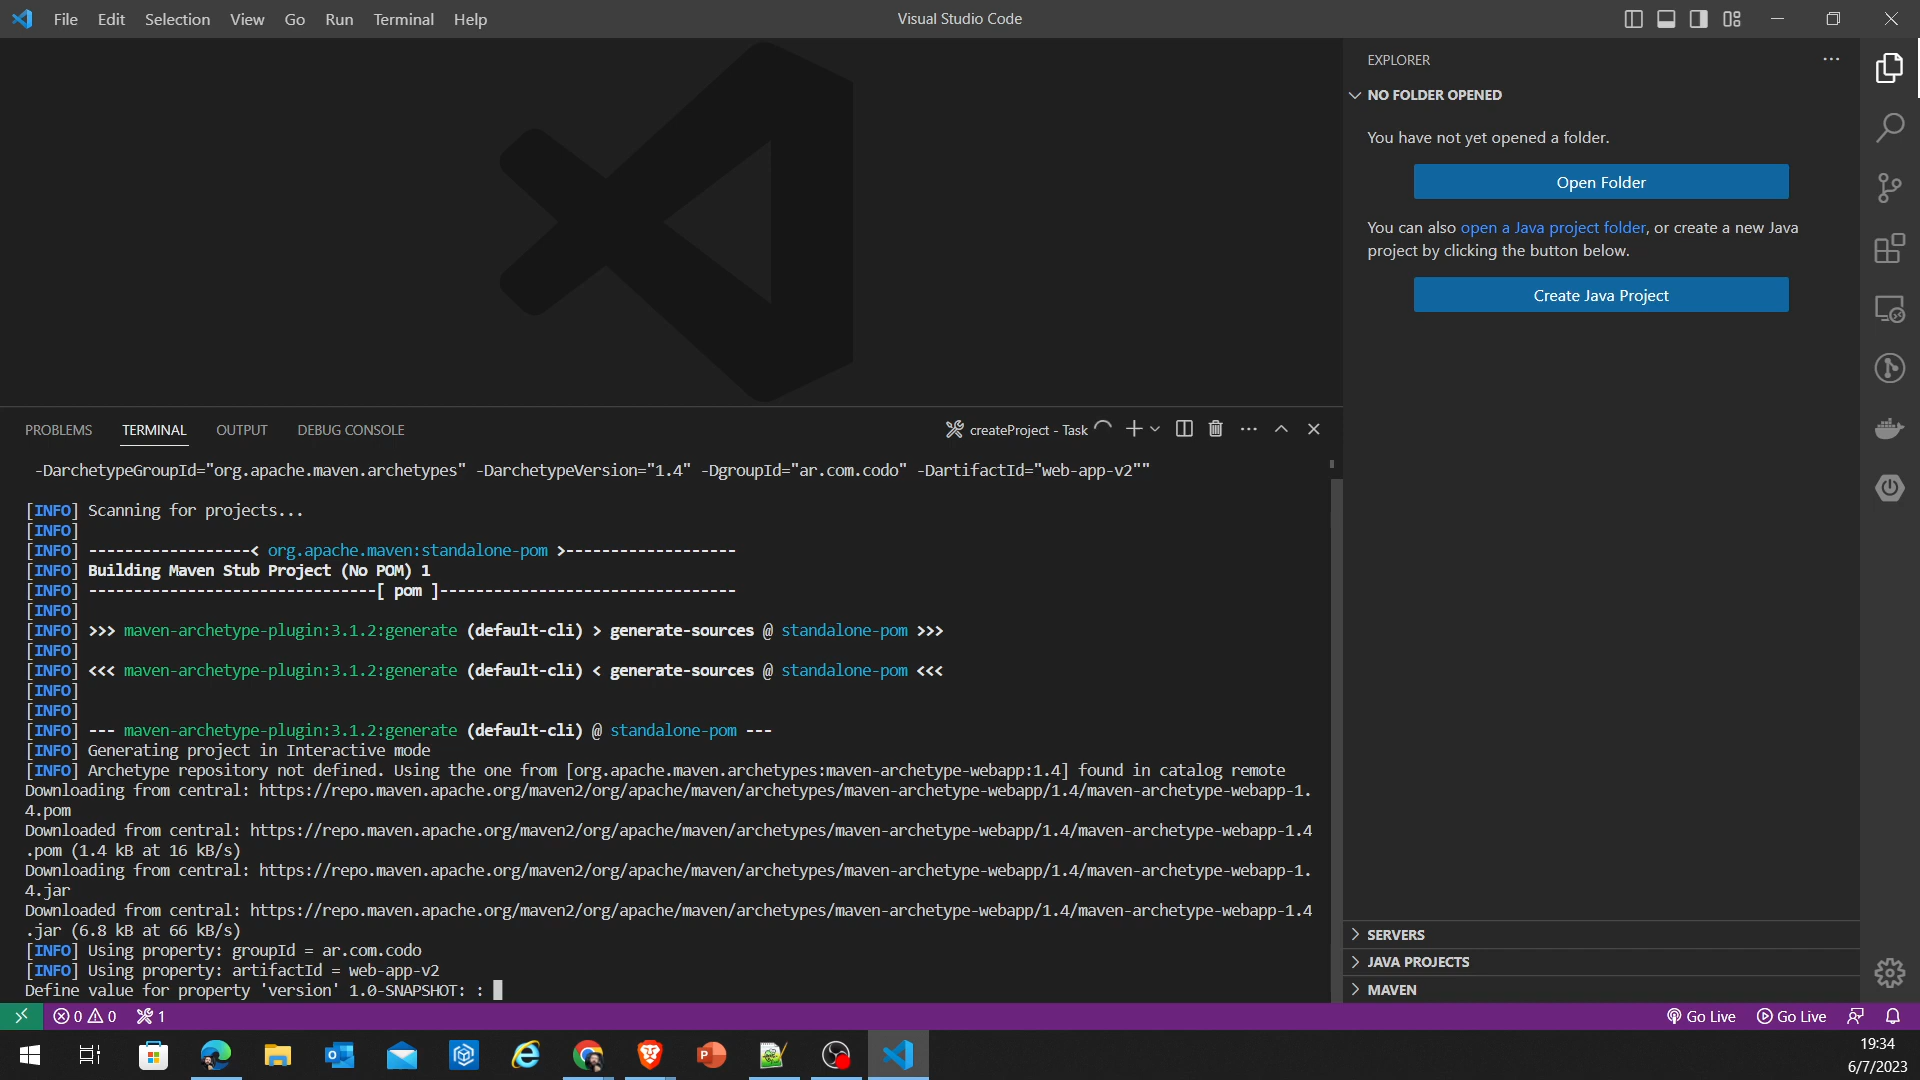 File Edit Selection View Go Run Terminal Help
Visual Studio Code
EXPLORER
NO FOLDER OPENED
You have not yet opened a folder.
Open Folder
You can also open a Java project folder, or create a new Java
project by clicking the button below.
Create Java Project
PROBLEMS TERMINAL OUTPUT DEBUG CONSOLE
createProject - Task
-DarchetypeGroupId="org.apache.maven.archetypes" -DarchetypeVersion="1.4" -DgroupId="ar.com.codo" -DartifactId="web-app-v2""
[INFO] Scanning for projects...
[INFO]
[INFO] ------------------< org.apache.maven:standalone-pom >-------------------
[INFO] Building Maven Stub Project (No POM) 1
[INFO] --------------------------------[ pom ]---------------------------------
[INFO]
[INFO] >>> maven-archetype-plugin:3.1.2:generate (default-cli) > generate-sources @ standalone-pom >>>
[INFO]
[INFO] <<< maven-archetype-plugin:3.1.2:generate (default-cli) < generate-sources @ standalone-pom <<<
[INFO]
[INFO]
[INFO] --- maven-archetype-plugin:3.1.2:generate (default-cli) @ standalone-pom ---
[INFO] Generating project in Interactive mode
[INFO] Archetype repository not defined. Using the one from [org.apache.maven.archetypes:maven-archetype-webapp:1.4] found in catalog remote
Downloading from central: https://repo.maven.apache.org/maven2/org/apache/maven/archetypes/maven-archetype-webapp/1.4/maven-archetype-webapp-1.
4.pom
Downloaded from central: https://repo.maven.apache.org/maven2/org/apache/maven/archetypes/maven-archetype-webapp/1.4/maven-archetype-webapp-1.4
.pom (1.4 kB at 16 kB/s)
Downloading from central: https://repo.maven.apache.org/maven2/org/apache/maven/archetypes/maven-archetype-webapp/1.4/maven-archetype-webapp-1.
4.jar
Downloaded from central: https://repo.maven.apache.org/maven2/org/apache/maven/archetypes/maven-archetype-webapp/1.4/maven-archetype-webapp-1.4
.jar (6.8 kB at 66 kB/s)
[INFO] Using property: groupId = ar.com.codo
[INFO] Using property: artifactId = web-app-v2
Define value for property 'version' 1.0-SNAPSHOT: :
SERVERS
JAVA PROJECTS
MAVEN
0 0 1
Go Live Go Live
19:34
6/7/2023